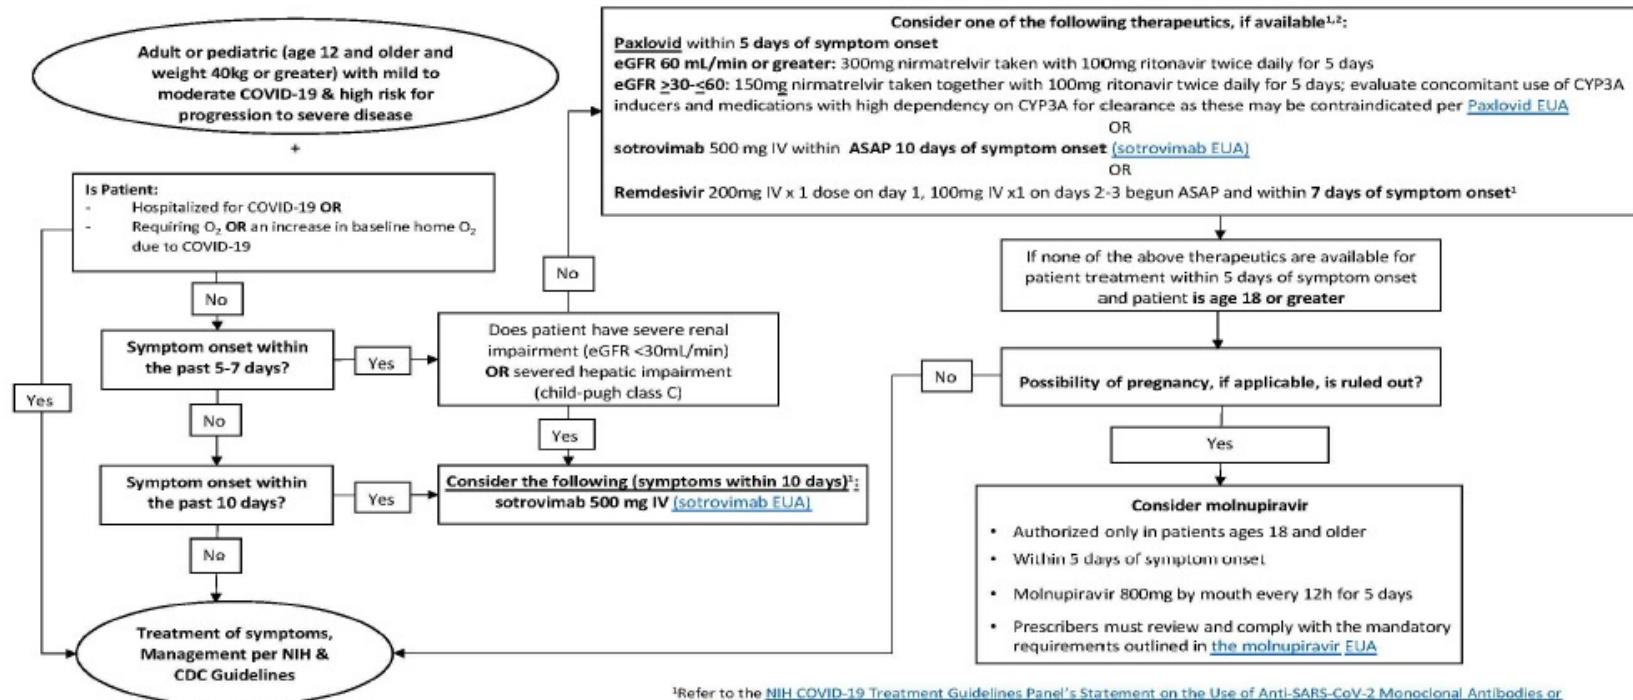 Adult or pediatric (age 12 and older and
weight 40kg or greater) with mild to
moderate COVID-19 & high risk for
progression to severe disease
+
Is Patient:
- Hospitalized for COVID-19 OR
- Requiring O₂ OR an increase in baseline home O₂
due to COVID-19
No
Yes
Symptom onset within
the past 5-7 days?
Yes
No
Symptom onset within
the past 10 days?
Yes
No
Treatment of symptoms,
Management per NIH &
CDC Guidelines
Does patient have severe renal
impairment (eGFR <30mL/min)
OR severed hepatic impairment
(child-pugh class C)
No
Yes
Consider the following (symptoms within 10 days)¹:
sotrovimab 500 mg IV (sotrovimab EUA)
Consider one of the following therapeutics, if available¹,²:
Paxlovid within 5 days of symptom onset
eGFR 60 mL/min or greater: 300mg nirmatrelvir taken with 100mg ritonavir twice daily for 5 days
eGFR ≥30-≤60: 150mg nirmatrelvir taken together with 100mg ritonavir twice daily for 5 days; evaluate concomitant use of CYP3A
inducers and medications with high dependency on CYP3A for clearance as these may be contraindicated per Paxlovid EUA
OR
sotrovimab 500 mg IV within ASAP 10 days of symptom onset (sotrovimab EUA)
OR
Remdesivir 200mg IV x 1 dose on day 1, 100mg IV x1 on days 2-3 begun ASAP and within 7 days of symptom onset¹
If none of the above therapeutics are available for
patient treatment within 5 days of symptom onset
and patient is age 18 or greater
Possibility of pregnancy, if applicable, is ruled out?
No
Yes
Consider molnupiravir
• Authorized only in patients ages 18 and older
• Within 5 days of symptom onset
• Molnupiravir 800mg by mouth every 12h for 5 days
• Prescribers must review and comply with the mandatory
requirements outlined in the molnupiravir EUA
¹Refer to the NIH COVID-19 Treatment Guidelines Panel's Statement on the Use of Anti-SARS-CoV-2 Monoclonal Antibodies or